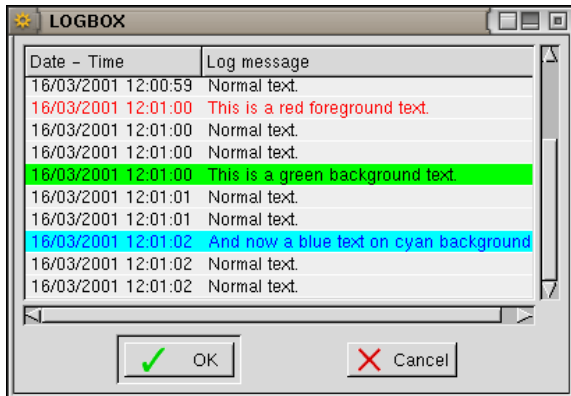 LOGBOX
Date – Time Log message
16/03/2001 12:00:59 Normal text.
16/03/2001 12:01:00 This is a red foreground text.
16/03/2001 12:01:00 Normal text.
16/03/2001 12:01:00 Normal text.
16/03/2001 12:01:00 This is a green background text.
16/03/2001 12:01:01 Normal text.
16/03/2001 12:01:01 Normal text.
16/03/2001 12:01:02 And now a blue text on cyan background
16/03/2001 12:01:02 Normal text.
16/03/2001 12:01:02 Normal text.
OK Cancel